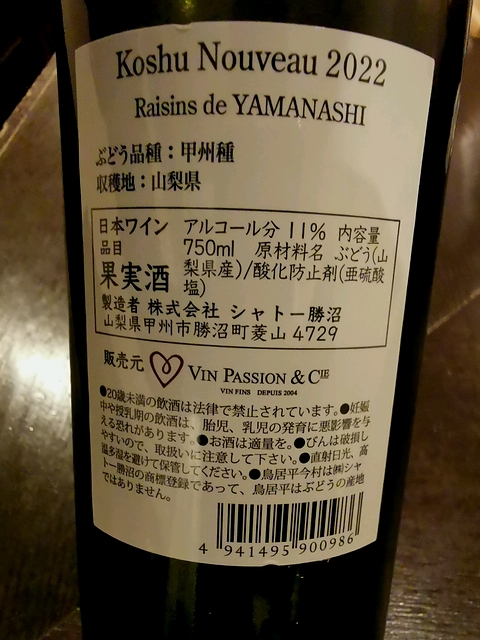 Koshu Nouveau 2022
Raisins de YAMANASHI
ぶどう品種：甲州種
収穫地：山梨県
日本ワイン アルコール分 11% 内容量
品目 750ml 原材料名 ぶどう(山
果実酒 梨県産)/酸化防止剤(亜硫酸
塩)
製造者 株式会社 シャトー勝沼
山梨県甲州市勝沼町菱山 4729
販売元 VIN PASSION & CIE
VIN FINS DEPUIS 2004
●20歳未満の飲酒は法律で禁止されています。●妊娠
中や授乳期の飲酒は、胎児、乳児の発育に悪影響を与
える恐れがあります。●お酒は適量を。●びんは破損し
やすいので、取扱いに注意して下さい。●直射日光、高
温多湿を避けて保管してください。●鳥居平今村は㈱シャ
トー勝沼の商標登録であって、鳥居平はぶどうの産地
ではありません。
4 941495 900986